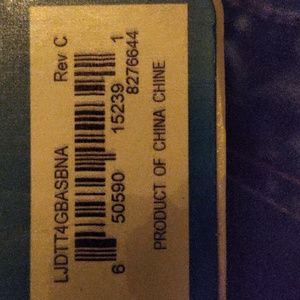 LJDTT4GBASBNA Rev C
6 50590 15239 1
8276644
PRODUCT OF CHINA CHINE